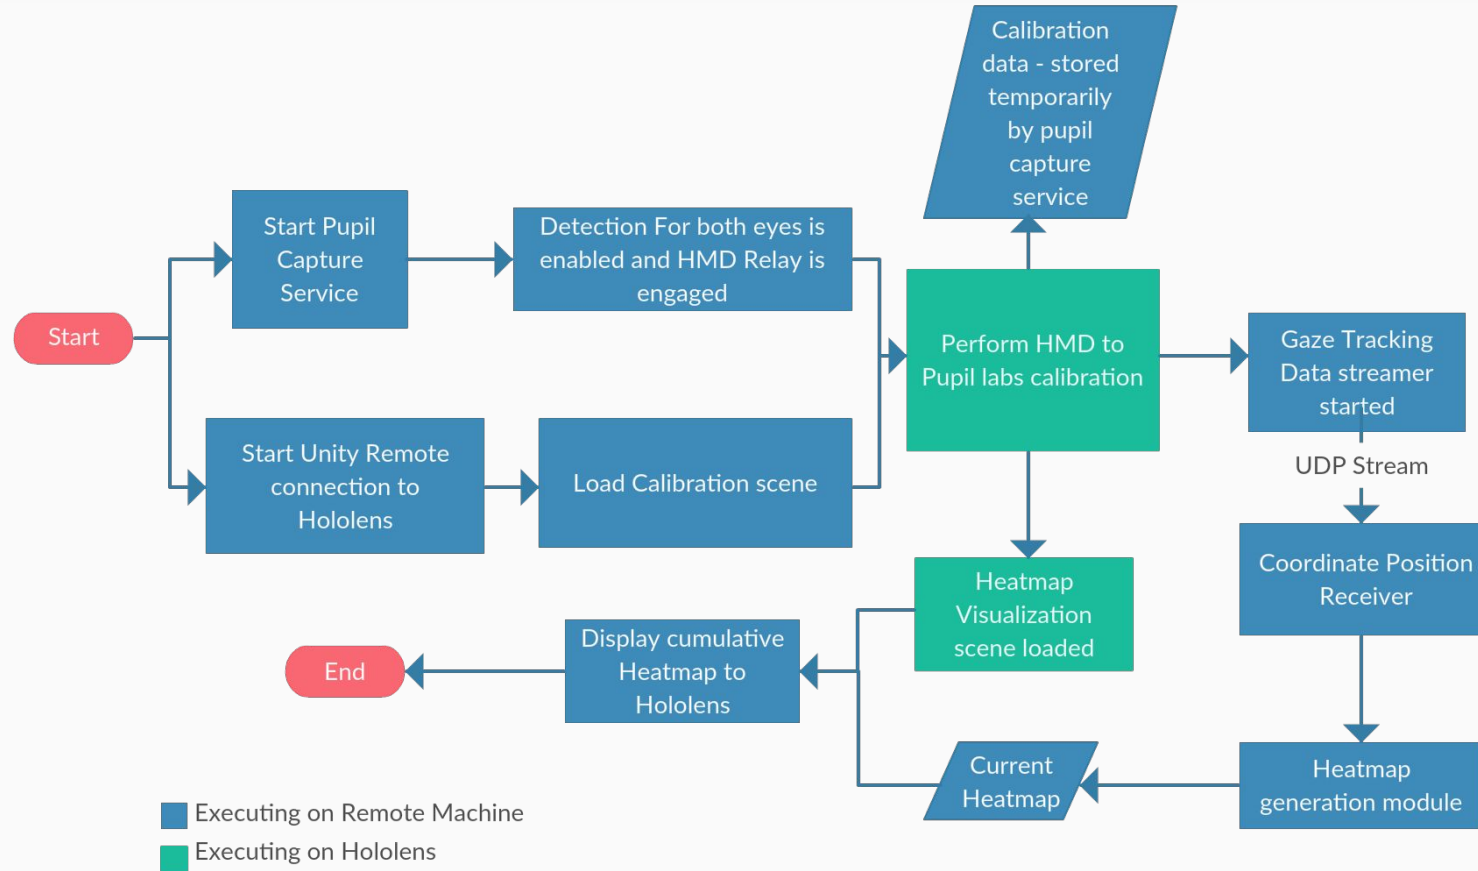 Calibration
data - stored
temporarily
by pupil
capture
service
Start Pupil
Capture
Service
Detection For both eyes is
enabled and HMD Relay is
engaged
Start
Perform HMD to
Pupil labs calibration
Gaze Tracking
Data streamer
started
UDP Stream
Start Unity Remote
connection to
Hololens
Load Calibration scene
Coordinate Position
Receiver
Heatmap
Visualization
scene loaded
Display cumulative
Heatmap to
Hololens
End
Current
Heatmap
Heatmap
generation module
Executing on Remote Machine
Executing on Hololens